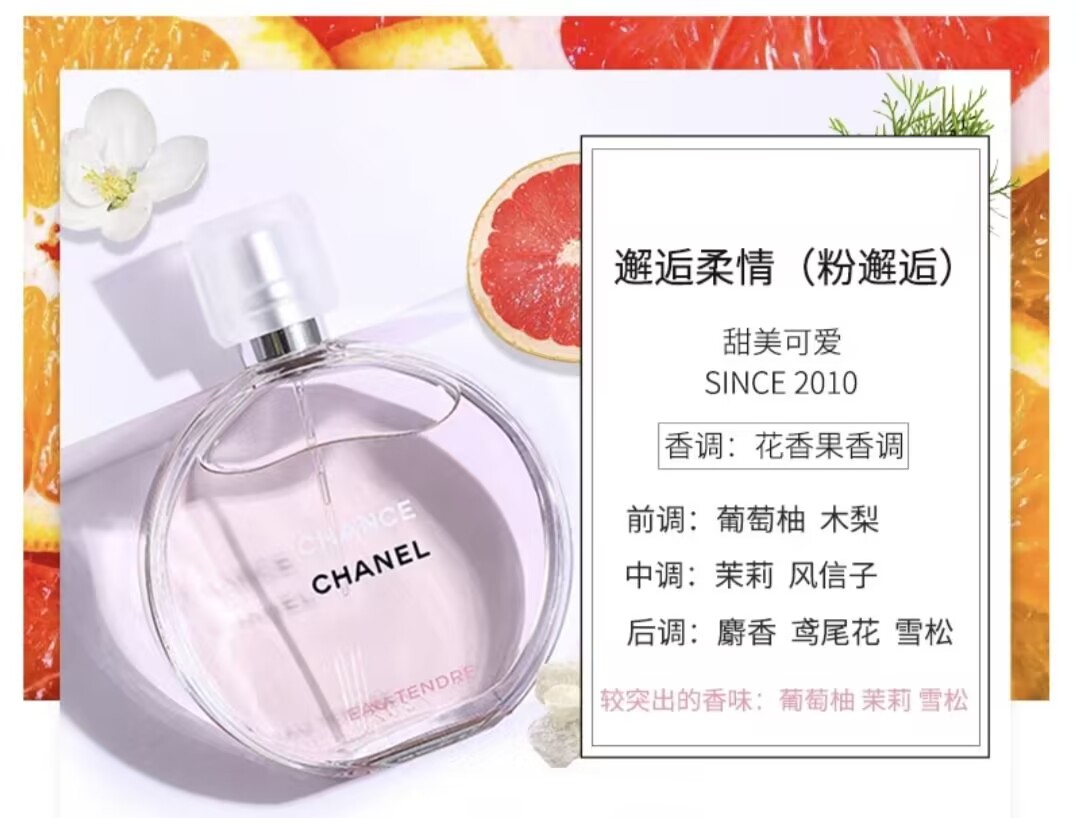 邂逅柔情（粉邂逅）
甜美可爱
SINCE 2010
香调：花香果香调
前调：葡萄柚 木梨
中调：茉莉 风信子
后调：麝香 鸢尾花 雪松
较突出的香味：葡萄柚 茉莉 雪松
CHANCE
CHANEL
EAU TENDRE